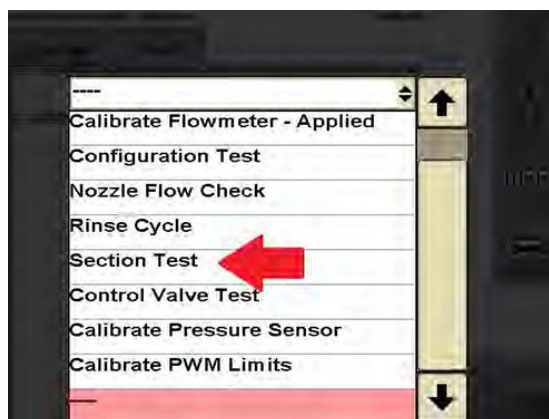 ----
Calibrate Flowmeter - Applied
Configuration Test
Nozzle Flow Check
Rinse Cycle
Section Test
Control Valve Test
Calibrate Pressure Sensor
Calibrate PWM Limits
----